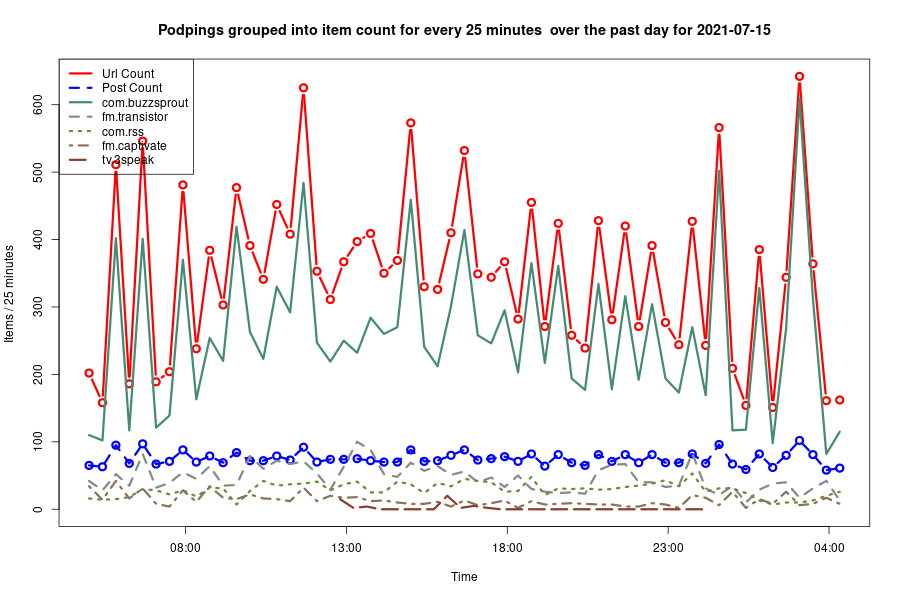 Podpings grouped into item count for every 25 minutes  over the past day for 2021-07-15
Url Count
Post Count
com.buzzsprout
fm.transistor
com.rss
fm.captivate
tv.3speak
Items / 25 minutes
600
500
400
300
200
100
0
08:00
13:00
18:00
23:00
04:00
Time